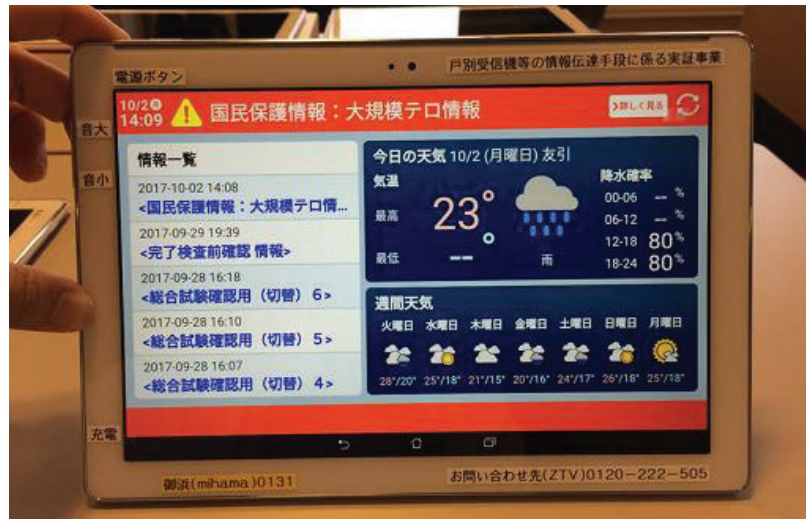 戸別受信機等の情報伝達手段に係る実証事業
電源ボタン
音大
音小
充電
10/2 月
14:09
国民保護情報：大規模テロ情報
>詳しく見る
情報一覧
2017-10-02 14:08
<国民保護情報：大規模テロ情...
2017-09-29 19:39
<完了検査前確認 情報>
2017-09-28 16:18
<総合試験確認用（切替）6>
2017-09-28 16:10
<総合試験確認用（切替）5>
2017-09-28 16:07
<総合試験確認用（切替）4>
今日の天気 10/2 (月曜日) 友引
気温
最高 23°
最低 --°
雨
降水確率
00-06 -- %
06-12 -- %
12-18 80%
18-24 80%
週間天気
火曜日 水曜日 木曜日 金曜日 土曜日 日曜日 月曜日
28°/20° 25°/18° 21°/15° 20°/16° 24°/17° 26°/18° 25°/18°
御浜(mihama)0131
お問い合わせ先(ZTV)0120-222-505